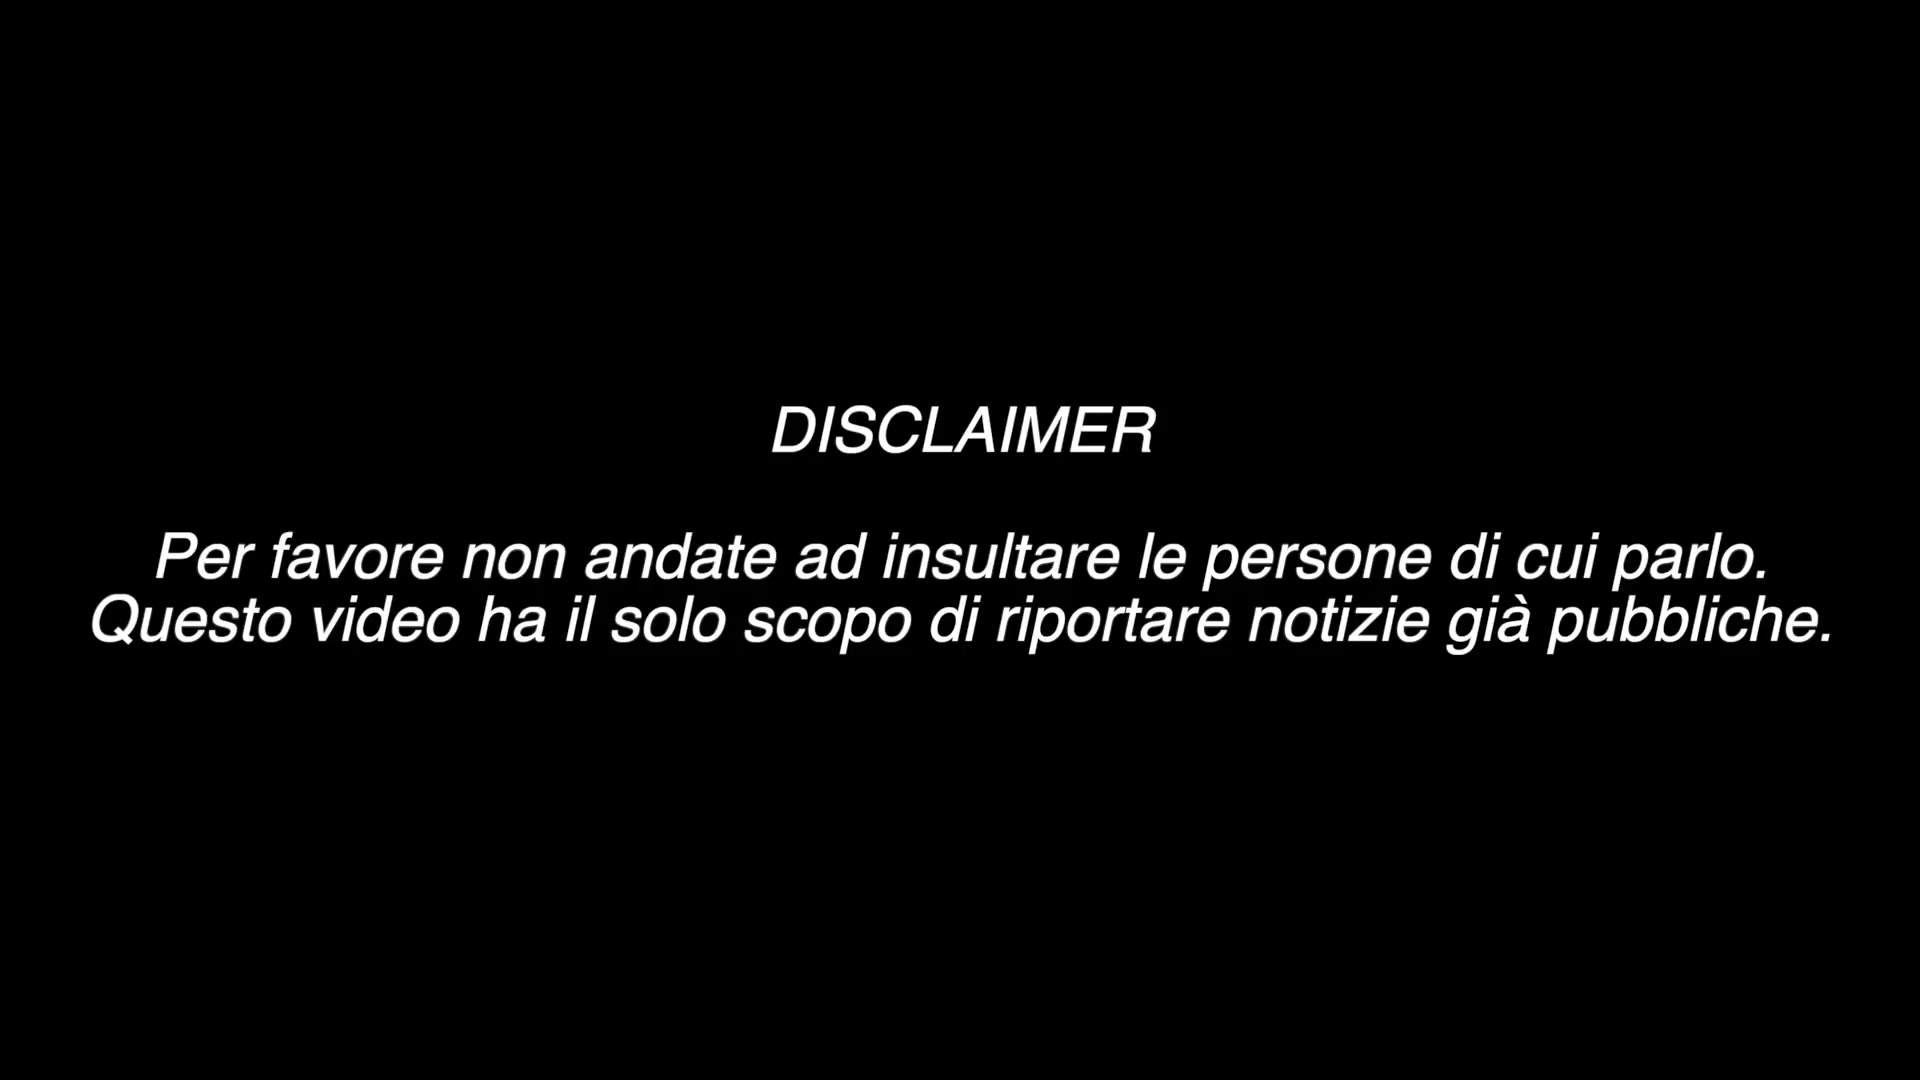 DISCLAIMER
Per favore non andate ad insultare le persone di cui parlo.
Questo video ha il solo scopo di riportare notizie già pubbliche.